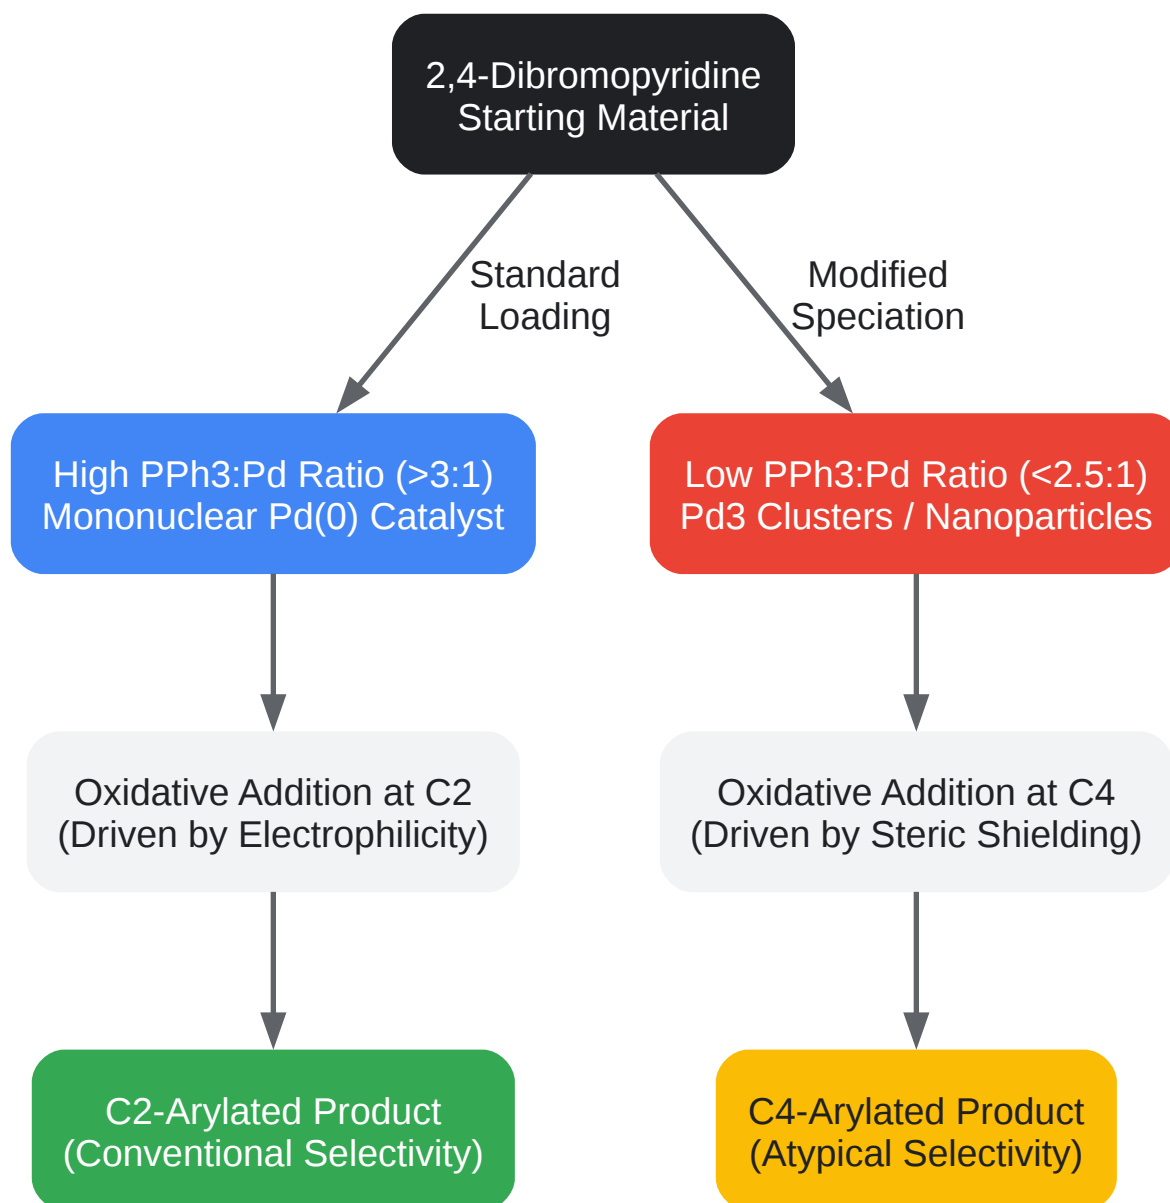 2,4-Dibromopyridine
Starting Material
Standard
Loading
Modified
Speciation
High PPh3:Pd Ratio (>3:1)
Mononuclear Pd(0) Catalyst
Low PPh3:Pd Ratio (<2.5:1)
Pd3 Clusters / Nanoparticles
Oxidative Addition at C2
(Driven by Electrophilicity)
Oxidative Addition at C4
(Driven by Steric Shielding)
C2-Arylated Product
(Conventional Selectivity)
C4-Arylated Product
(Atypical Selectivity)